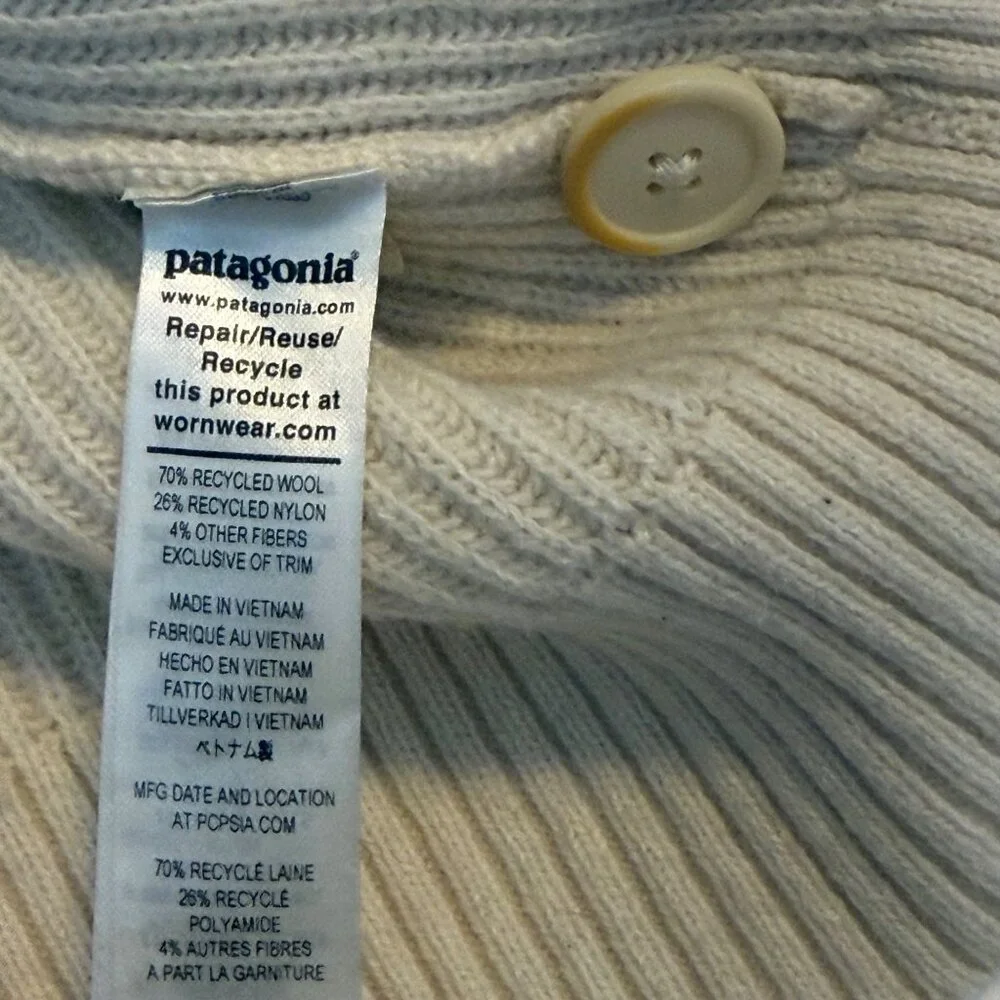 patagonia®
www.patagonia.com
Repair/Reuse/
Recycle
this product at
wornwear.com
70% RECYCLED WOOL
26% RECYCLED NYLON
4% OTHER FIBERS
EXCLUSIVE OF TRIM
MADE IN VIETNAM
FABRIQUÉ AU VIETNAM
HECHO EN VIETNAM
FATTO IN VIETNAM
TILLVERKAD I VIETNAM
ベトナム製
MFG DATE AND LOCATION
AT PCPSIA.COM
70% RECYCLÉ LAINE
26% RECYCLÉ
POLYAMIDE
4% AUTRES FIBRES
A PART LA GARNITURE